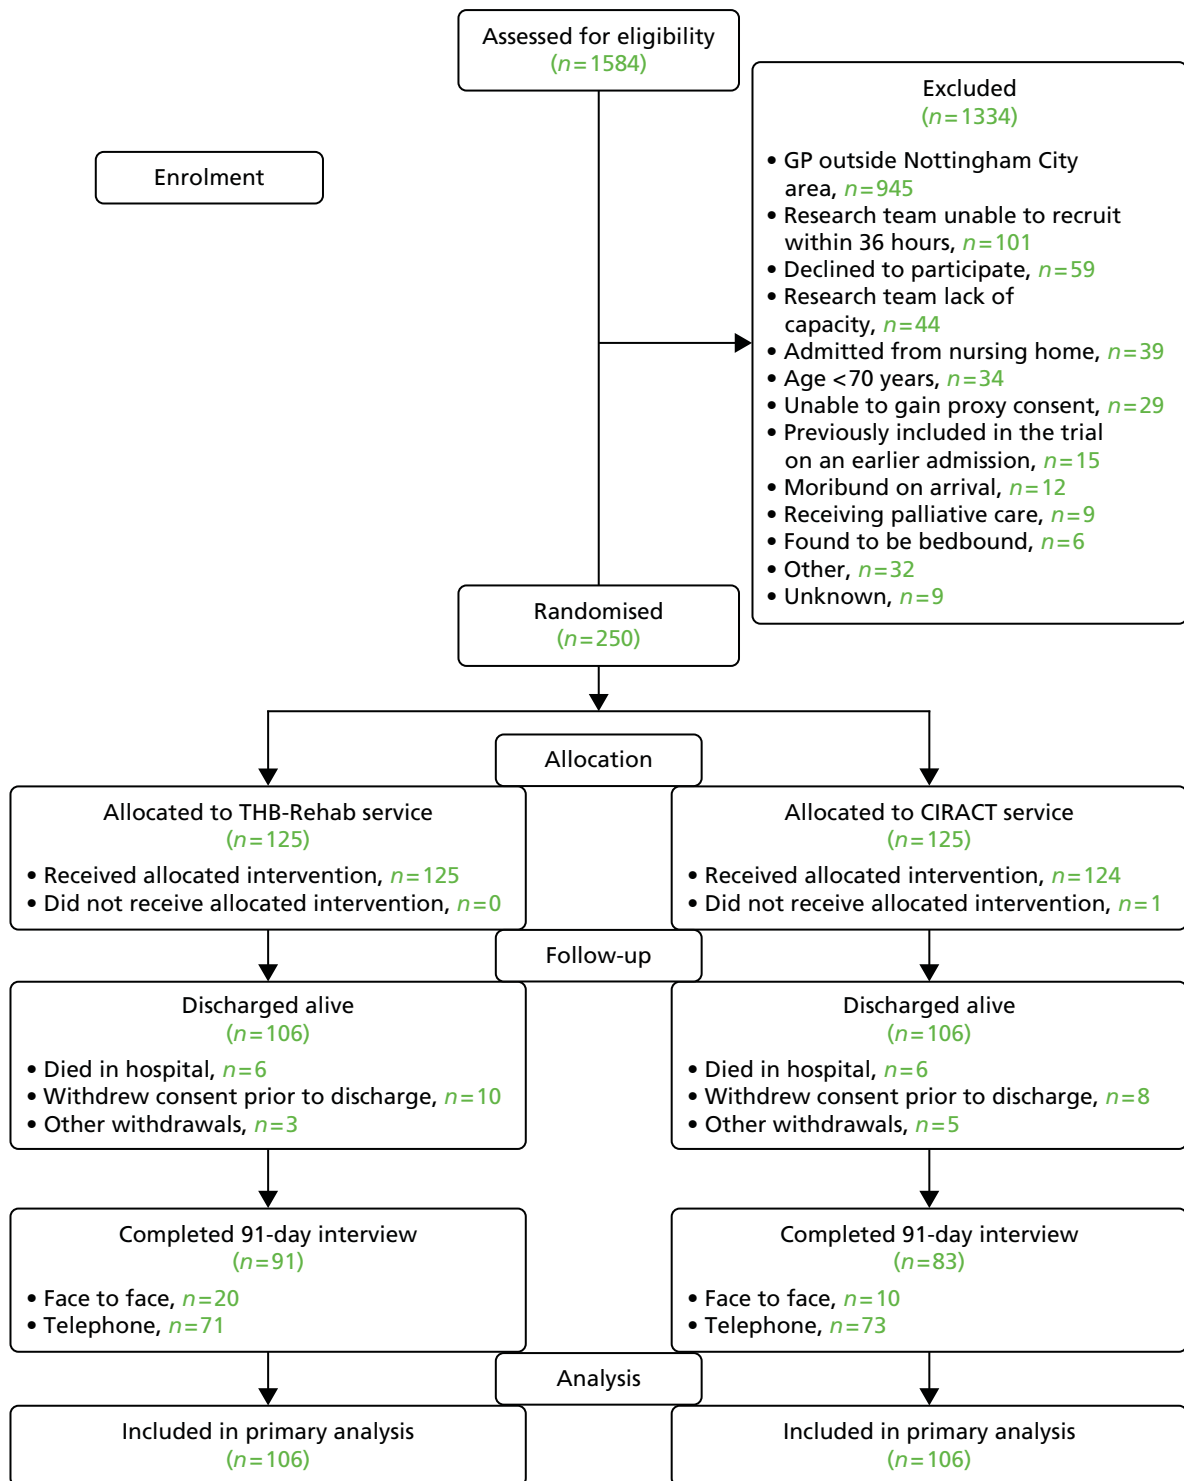 Assessed for eligibility
(n=1584)
Excluded
(n=1334)
• GP outside Nottingham City
area, n=945
• Research team unable to recruit
within 36 hours, n=101
• Declined to participate, n=59
• Research team lack of
capacity, n=44
• Admitted from nursing home, n=39
• Age <70 years, n=34
• Unable to gain proxy consent, n=29
• Previously included in the trial
on an earlier admission, n=15
• Moribund on arrival, n=12
• Receiving palliative care, n=9
• Found to be bedbound, n=6
• Other, n=32
• Unknown, n=9
Enrolment
Randomised
(n=250)
Allocation
Allocated to THB-Rehab service
(n=125)
• Received allocated intervention, n=125
• Did not receive allocated intervention, n=0
Allocated to CIRACT service
(n=125)
• Received allocated intervention, n=124
• Did not receive allocated intervention, n=1
Follow-up
Discharged alive
(n=106)
• Died in hospital, n=6
• Withdrew consent prior to discharge, n=10
• Other withdrawals, n=3
Discharged alive
(n=106)
• Died in hospital, n=6
• Withdrew consent prior to discharge, n=8
• Other withdrawals, n=5
Completed 91-day interview
(n=91)
• Face to face, n=20
• Telephone, n=71
Completed 91-day interview
(n=83)
• Face to face, n=10
• Telephone, n=73
Analysis
Included in primary analysis
(n=106)
Included in primary analysis
(n=106)